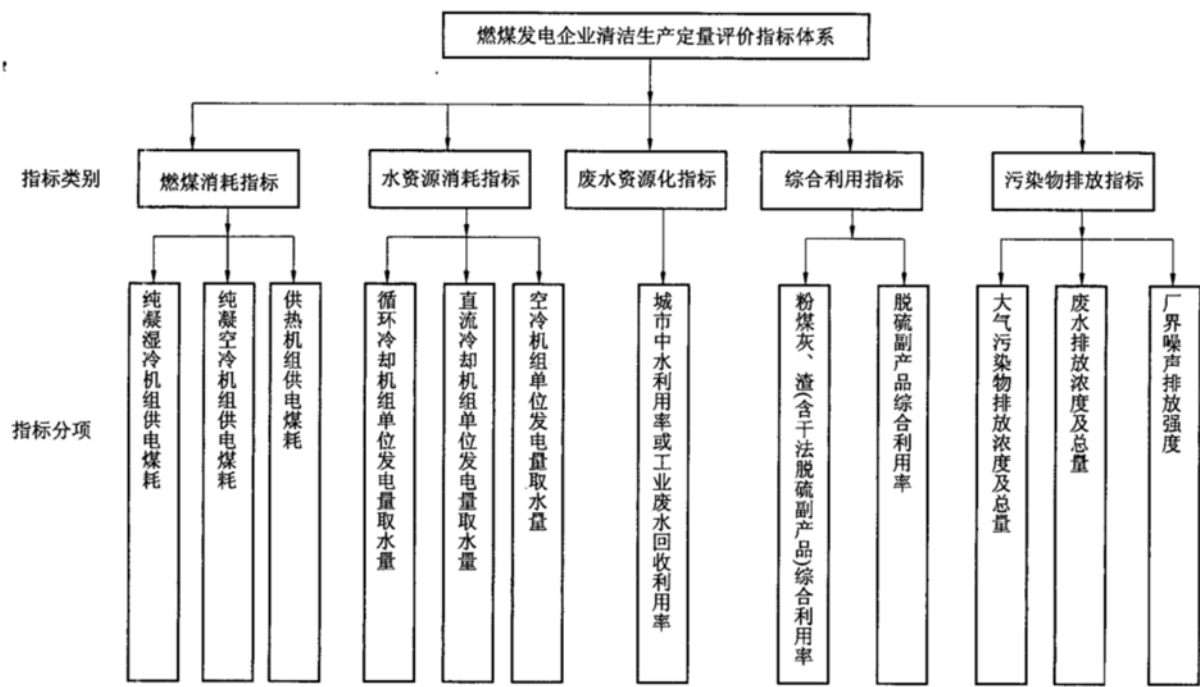 燃煤发电企业清洁生产定量评价指标体系
指标类别
燃煤消耗指标
水资源消耗指标
废水资源化指标
综合利用指标
污染物排放指标
指标分项
纯凝湿冷机组供电煤耗
纯凝空冷机组供电煤耗
供热机组供电煤耗
循环冷却机组单位发电量取水量
直流冷却机组单位发电量取水量
空冷机组单位发电量取水量
城市中水利用率或工业废水回收利用率
粉煤灰、渣(含干法脱硫副产品)综合利用率
脱硫副产品综合利用率
大气污染物排放浓度及总量
废水排放浓度及总量
厂界噪声排放强度